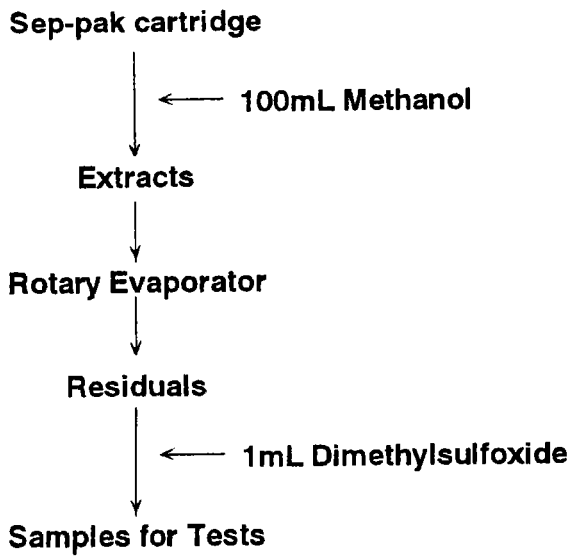 Sep-pak cartridge
100mL Methanol
Extracts
Rotary Evaporator
Residuals
1mL Dimethylsulfoxide
Samples for Tests